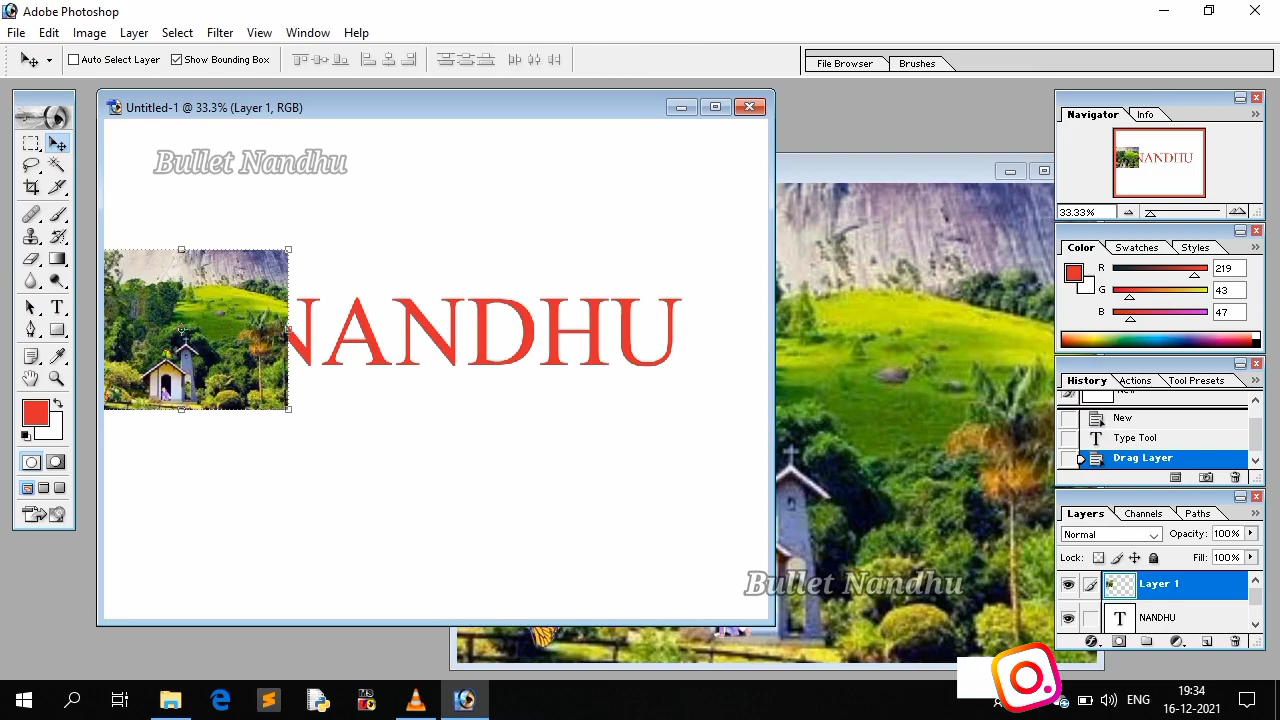 Adobe Photoshop
File Edit Image Layer Select Filter View Window Help
Auto Select Layer Show Bounding Box
File Browser Brushes
Untitled-1 @ 33.3% (Layer 1, RGB)
Bullet Nandhu
NANDHU
Bullet Nandhu
Navigator Info
NANDHU
33.33%
Color Swatches Styles
R 219
G 43
B 47
History Actions Tool Presets
New
T Type Tool
Drag Layer
Layers Channels Paths
Normal Opacity: 100%
Lock: Fill: 100%
Layer 1
T NANDHU
ENG
19:34
16-12-2021